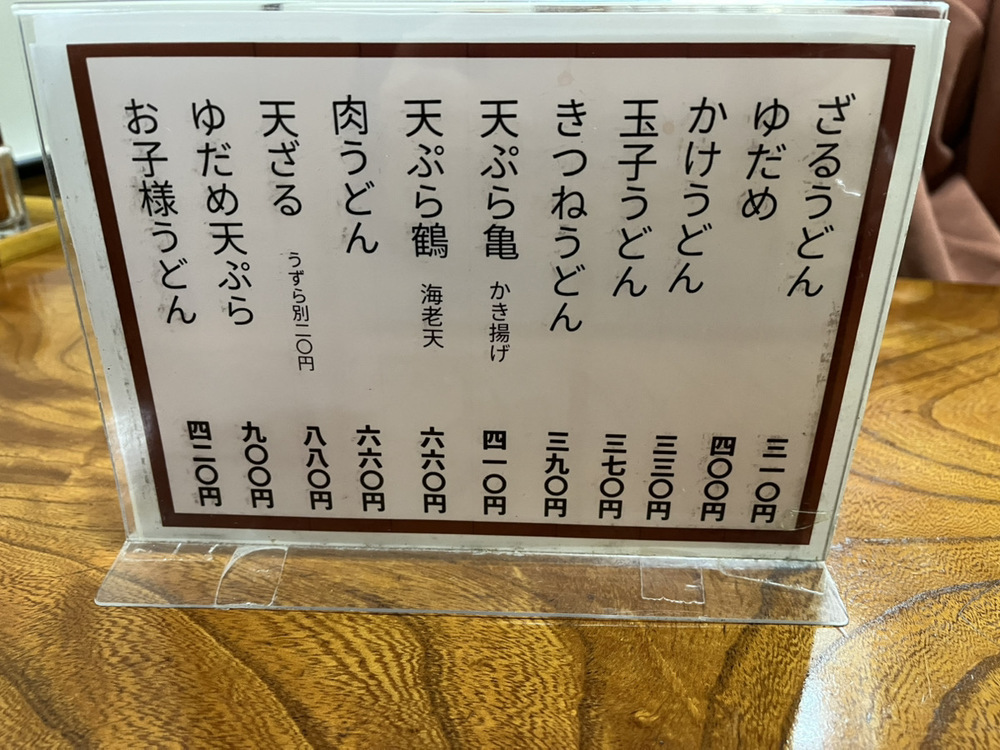 ざるうどん 三一〇円
ゆだめ 四〇〇円
かけうどん 三三〇円
玉子うどん 三七〇円
きつねうどん 三九〇円
天ぷら亀 かき揚げ 四一〇円
天ぷら鶴 海老天 六六〇円
肉うどん 六六〇円
天ざる うずら別二〇円 八八〇円
ゆだめ天ぷら 九〇〇円
お子様うどん 四二〇円